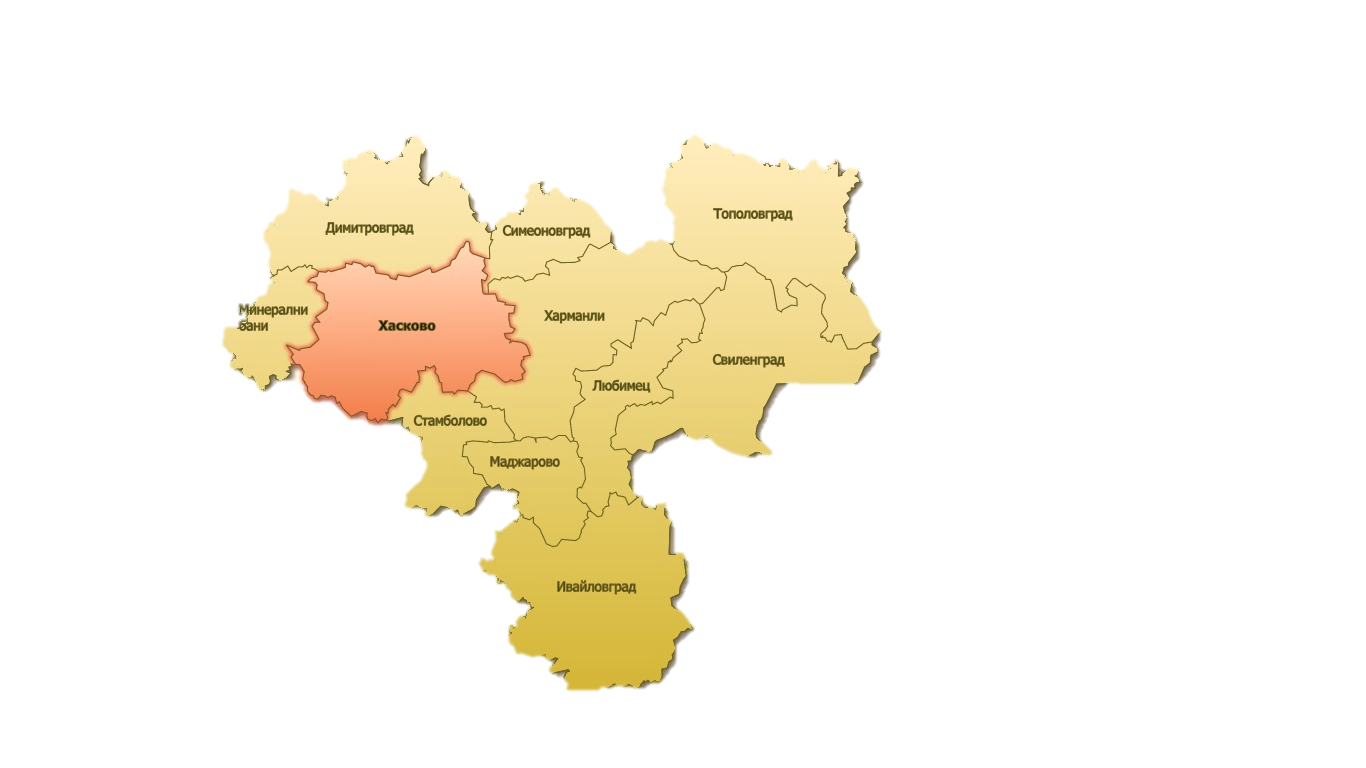 Тополовград
Димитровград
Симеоновград
Минерални
бани
Харманли
Хасково
Свиленград
Любимец
Стамболово
Маджарово
Ивайловград